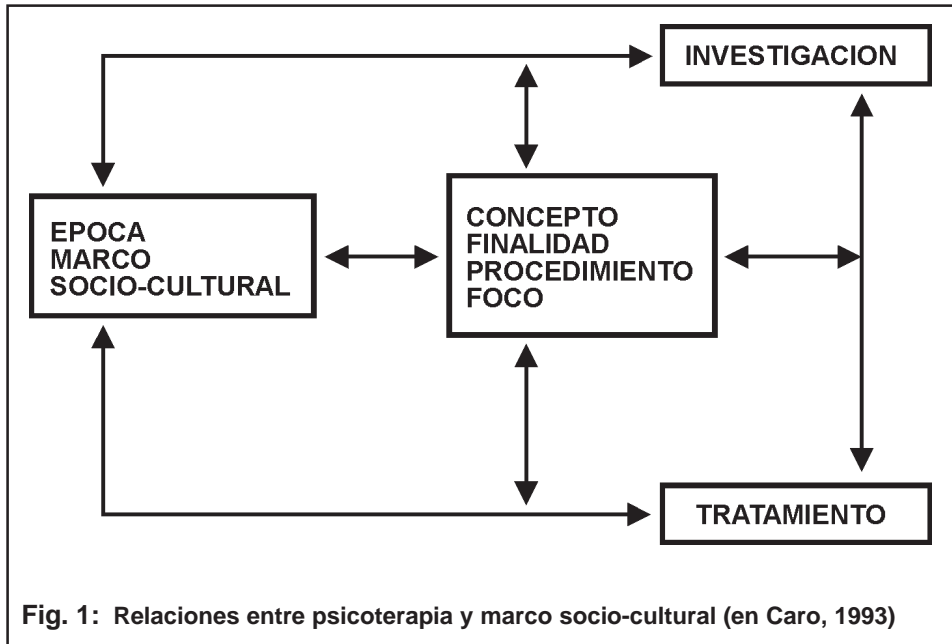 INVESTIGACION
EPOCA
MARCO
SOCIO-CULTURAL
CONCEPTO
FINALIDAD
PROCEDIMIENTO
FOCO
TRATAMIENTO
Fig. 1: Relaciones entre psicoterapia y marco socio-cultural (en Caro, 1993)